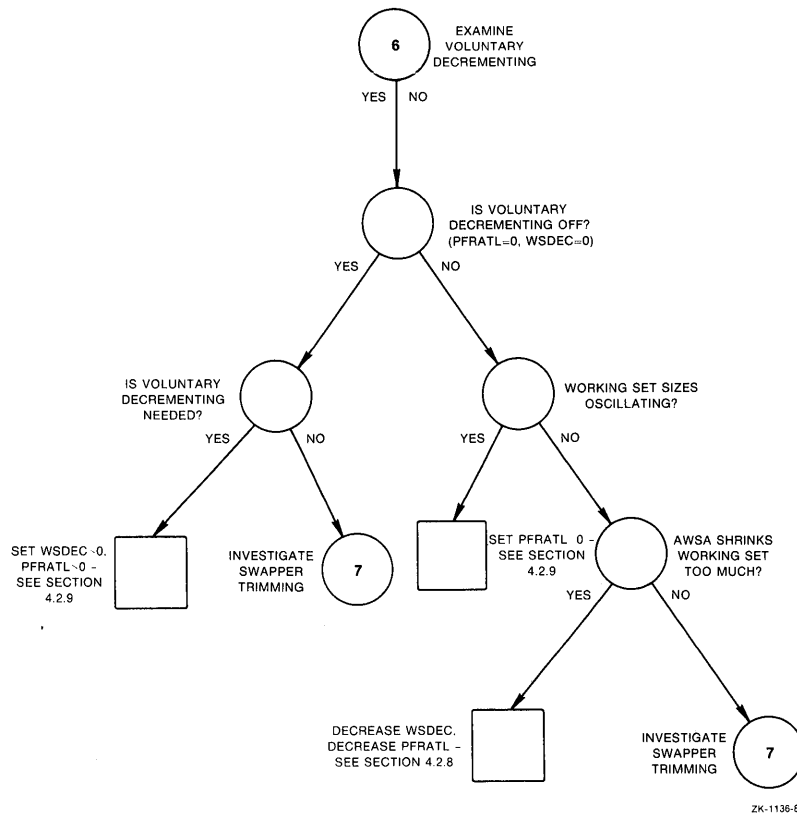 6
EXAMINE
VOLUNTARY
DECREMENTING
YES NO
IS VOLUNTARY
DECREMENTING OFF?
(PFRATL=0, WSDEC=0)
YES NO
IS VOLUNTARY
DECREMENTING
NEEDED?
YES NO
WORKING SET SIZES
OSCILLATING?
YES NO
SET WSDEC>0,
PFRATL>0 –
SEE SECTION
4.2.9
INVESTIGATE
SWAPPER
TRIMMING
7
SET PFRATL 0 –
SEE SECTION
4.2.9
AWSA SHRINKS
WORKING SET
TOO MUCH?
YES NO
DECREASE WSDEC,
DECREASE PFRATL –
SEE SECTION 4.2.8
INVESTIGATE
SWAPPER
TRIMMING
7
ZK-1136-8